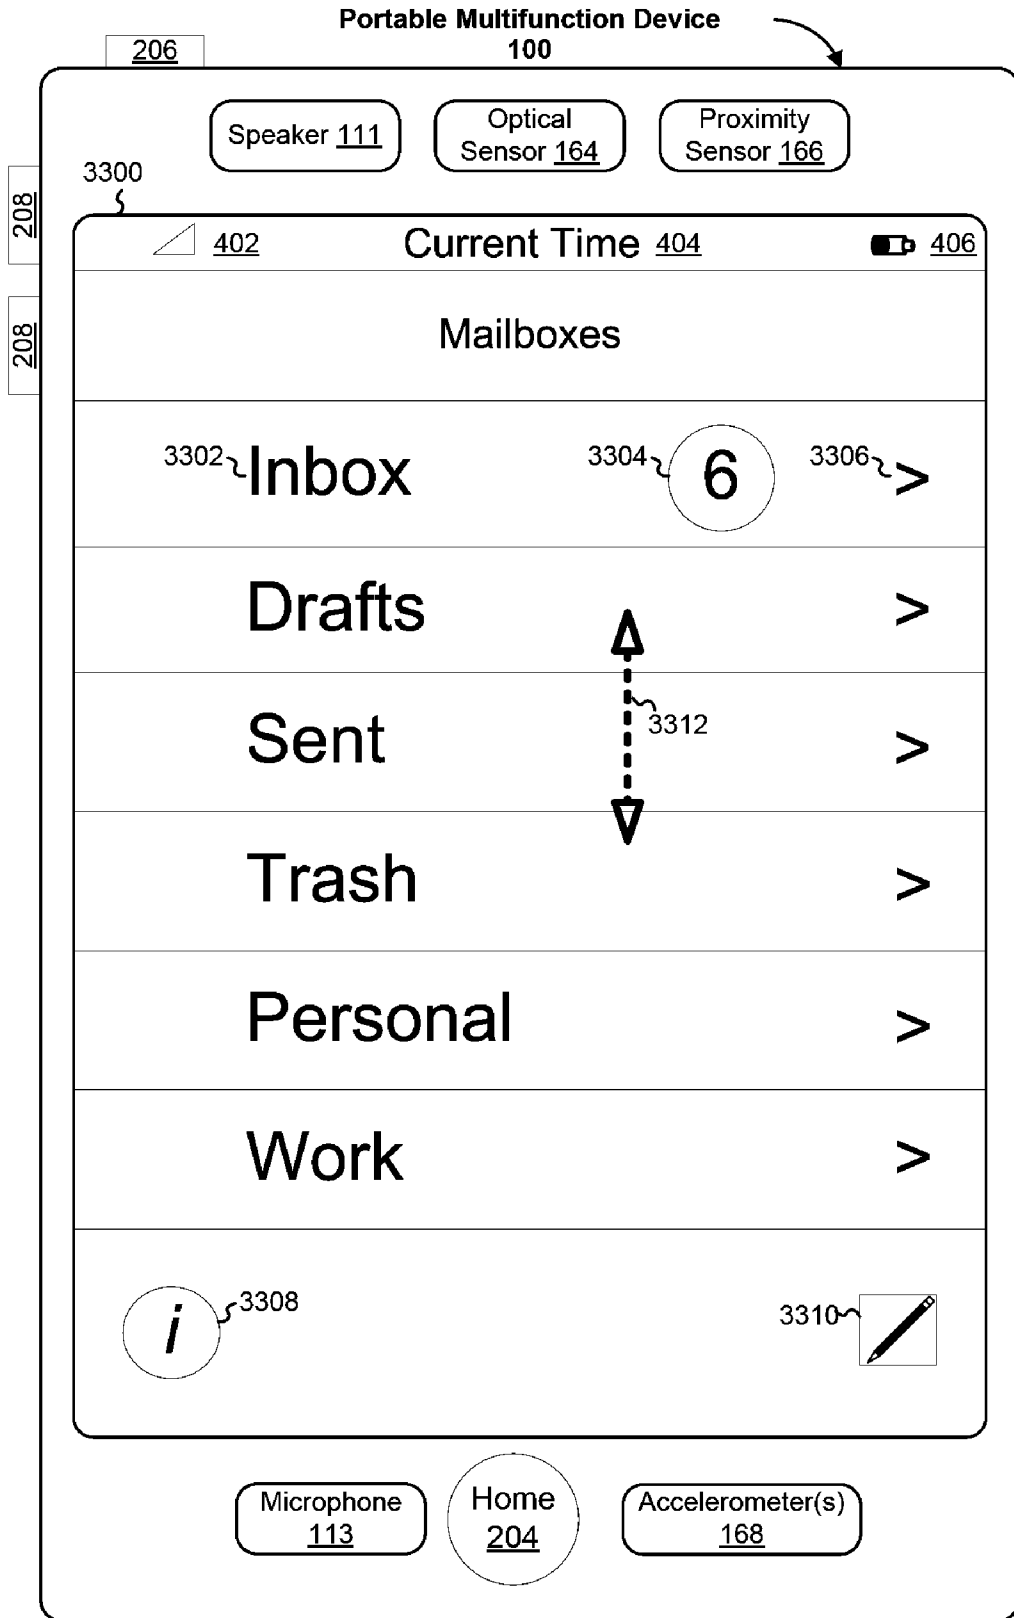 Portable Multifunction Device
100
206
Speaker 111
Optical
Sensor 164
Proximity
Sensor 166
208
208
3300
402
Current Time 404
406
Mailboxes
3302
Inbox
3304
6
3306
>
Drafts
>
3312
Sent
>
Trash
>
Personal
>
Work
>
i
3308
3310
Microphone
113
Home
204
Accelerometer(s)
168